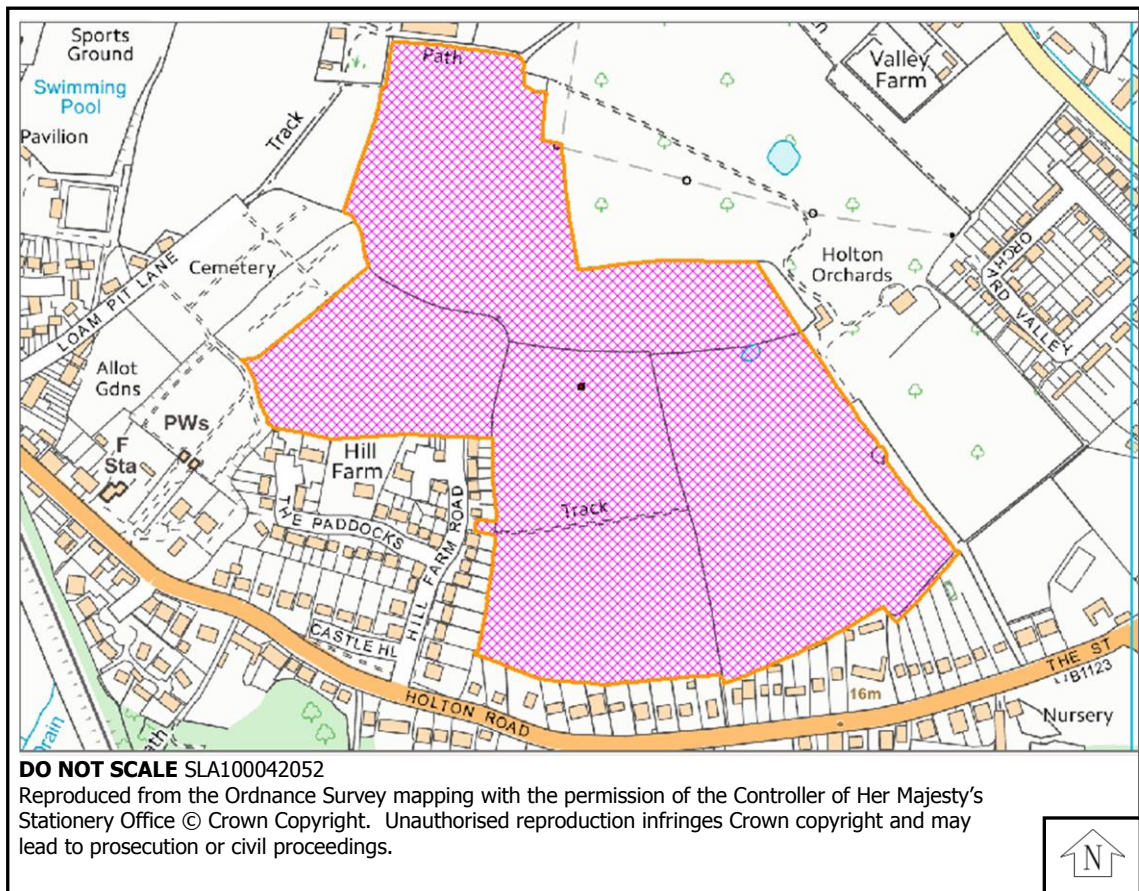 Sports
Ground
Swimming
Pool
Pavilion
Track
Path
Valley
Farm
ORCHARD VALLEY
Holton
Orchards
Cemetery
LOAM PIT LANE
Allot
Gdns
PWs
F
Sta
Hill
Farm
THE PADDOCKS
HILL FARM ROAD
CASTLE HL
Track
HOLTON ROAD
16m
THE ST
B1123
Nursery
Drain
ath
DO NOT SCALE SLA100042052
Reproduced from the Ordnance Survey mapping with the permission of the Controller of Her Majesty’s
Stationery Office © Crown Copyright. Unauthorised reproduction infringes Crown copyright and may
lead to prosecution or civil proceedings.
N